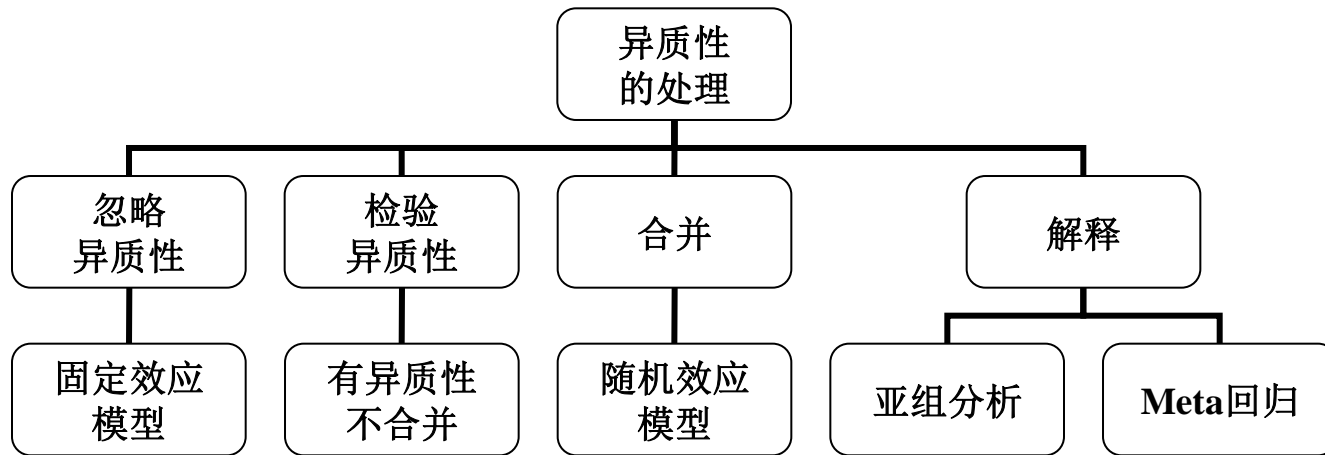 异质性
的处理
忽略
异质性
检验
异质性
合并
解释
固定效应
模型
有异质性
不合并
随机效应
模型
亚组分析
Meta回归